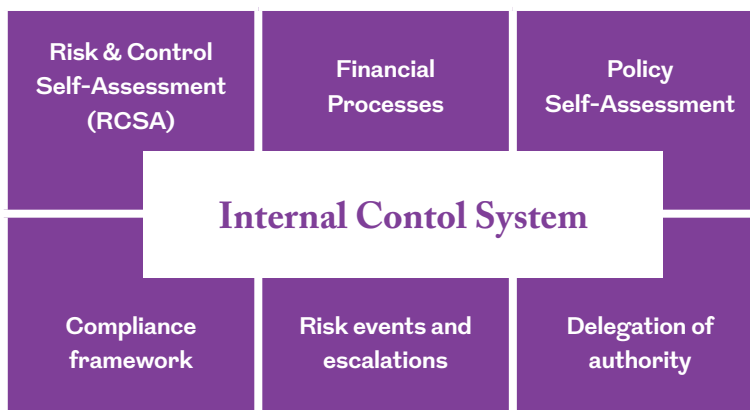 Risk & Control
Self-Assessment
(RCSA)
Financial
Processes
Policy
Self-Assessment
Internal Contol System
Compliance
framework
Risk events and
escalations
Delegation of
authority